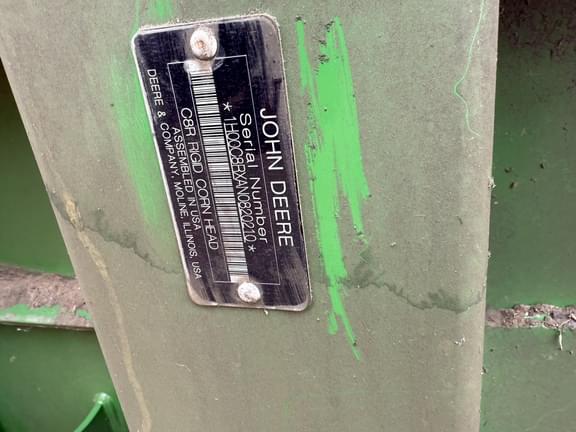 JOHN DEERE
Serial Number
* 1H00C8RXAN0820210 *
C8R RIGID CORN HEAD
ASSEMBLED IN USA
DEERE & COMPANY, MOLINE, ILLINOIS, USA